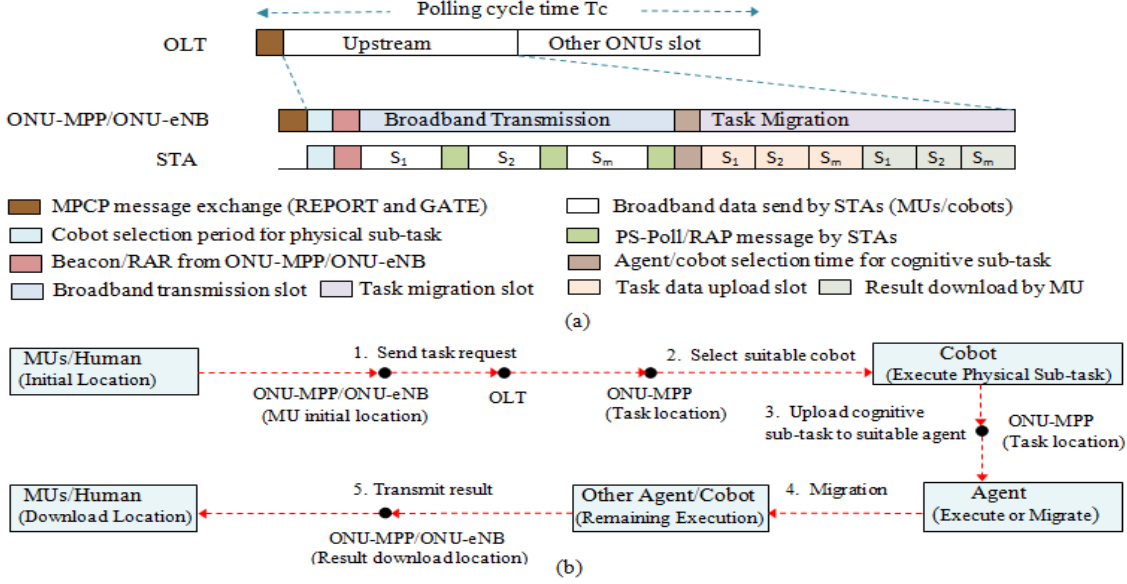 Polling cycle time Tc
OLT
Upstream
Other ONUs slot
ONU-MPP/ONU-eNB
Broadband Transmission
Task Migration
STA
S1
S2
Sm
S1
S2
Sm
S1
S2
Sm
MPCP message exchange (REPORT and GATE)
Broadband data send by STAs (MUs/cobots)
Cobot selection period for physical sub-task
PS-Poll/RAP message by STAs
Beacon/RAR from ONU-MPP/ONU-eNB
Agent/cobot selection time for cognitive sub-task
Broadband transmission slot
Task migration slot
Task data upload slot
Result download by MU
(a)
MUs/Human
(Initial Location)
1. Send task request
ONU-MPP/ONU-eNB
(MU initial location)
OLT
2. Select suitable cobot
ONU-MPP
(Task location)
Cobot
(Execute Physical Sub-task)
3. Upload cognitive
sub-task to suitable agent
ONU-MPP
(Task location)
MUs/Human
(Download Location)
5. Transmit result
ONU-MPP/ONU-eNB
(Result download location)
Other Agent/Cobot
(Remaining Execution)
4. Migration
Agent
(Execute or Migrate)
(b)